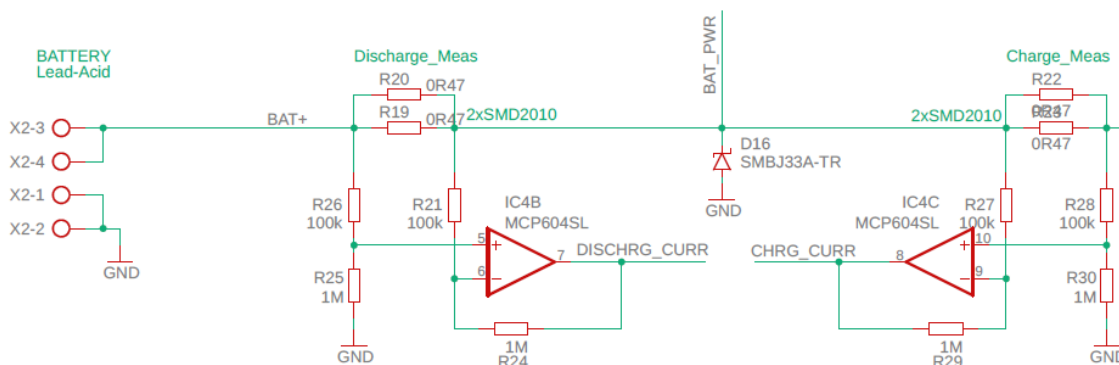 BATTERY
Lead-Acid
X2-3
X2-4
X2-1
X2-2
GND
BAT+
Discharge_Meas
R20
0R47
R19
0R47
2xSMD2010
R26
100k
R21
100k
IC4B
MCP604SL
5
6
7
DISCHRG_CURR
R25
1M
GND
1M
R24
BAT_PWR
D16
SMBJ33A-TR
GND
Charge_Meas
R22
0R47
R23
0R47
2xSMD2010
IC4C
MCP604SL
R27
100k
R28
100k
CHRG_CURR
8
10
9
R30
1M
1M
R29
GND